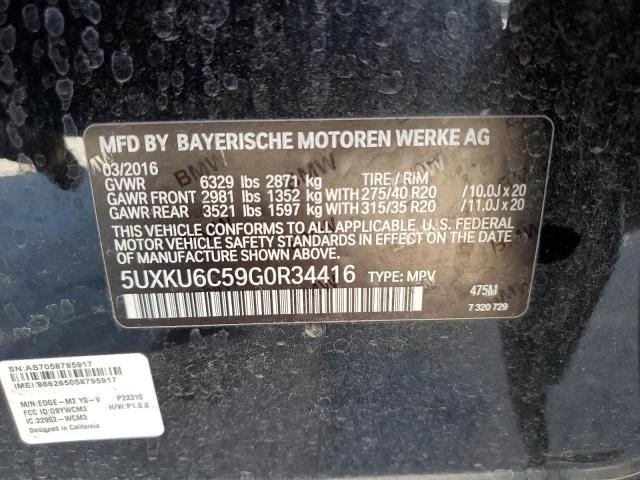 MFD BY BAYERISCHE MOTOREN WERKE AG
03/2016
GVWR 6329 lbs 2871 kg TIRE / RIM
GAWR FRONT 2981 lbs 1352 kg WITH 275/40 R20 /10.0J x 20
GAWR REAR 3521 lbs 1597 kg WITH 315/35 R20 /11.0J x 20
THIS VEHICLE CONFORMS TO ALL APPLICABLE U.S. FEDERAL
MOTOR VEHICLE SAFETY STANDARDS IN EFFECT ON THE DATE
OF MANUFACTURE SHOWN ABOVE.
5UXKU6C59G0R34416 TYPE: MPV
475M
7 320 729
SN:AS7058795917
IMEI:866265058795917
M/N:EDGE-M2 Y0-V P22310
FCC ID:O9YWCM3 H/W:P1.0.0
IC:22952-WCM3
Designed in California